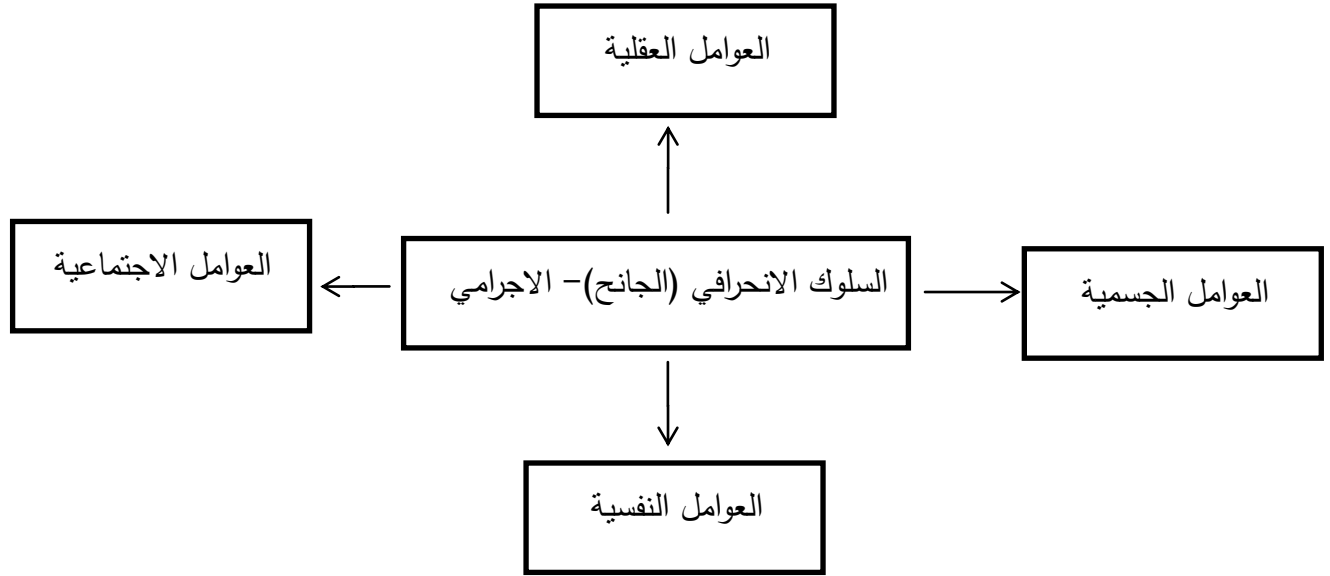 العوامل العقلية
العوامل الاجتماعية
السلوك الانحرافي (الجانح)– الاجرامي
العوامل الجسمية
العوامل النفسية